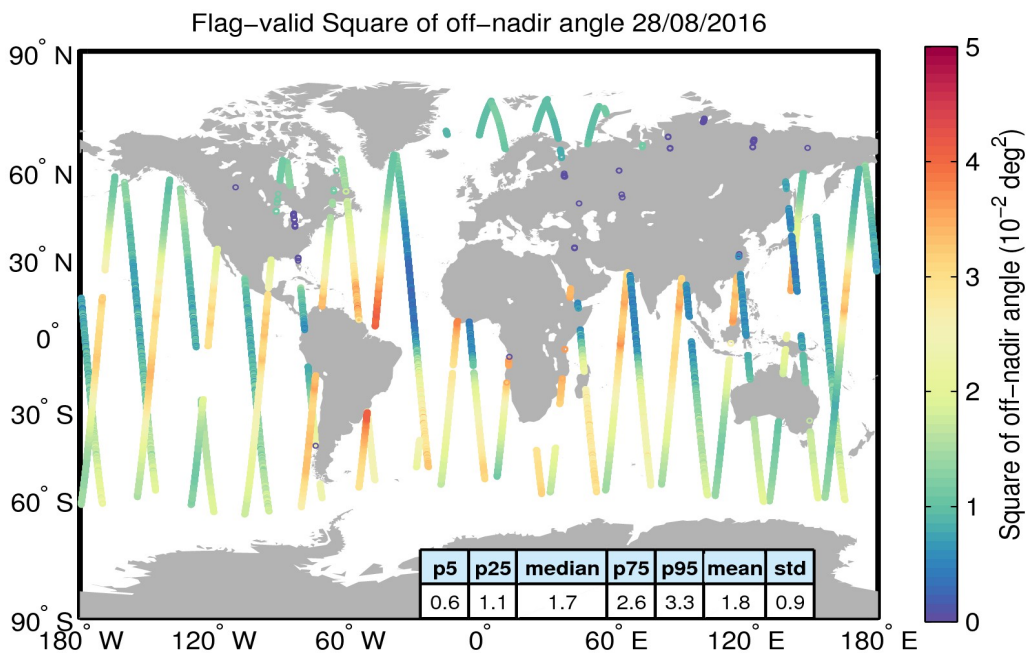 Flag-valid Square of off-nadir angle 28/08/2016
90° N
60° N
30° N
0°
30° S
60° S
90° S
180° W
120° W
60° W
0°
60° E
120° E
180° E
p5 p25 median p75 p95 mean std
0.6 1.1 1.7 2.6 3.3 1.8 0.9
5
4
3
2
1
0
Square of off-nadir angle (10⁻² deg²)